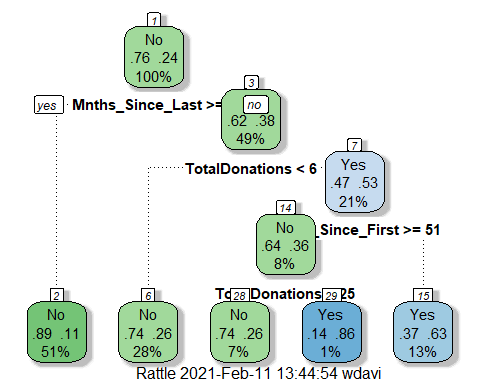 1
No
.76 .24
100%
yes
Mnths_Since_Last >=
no
3
.62 .38
49%
7
TotalDonations < 6
Yes
.47 .53
21%
14
No
.64 .36
8%
_Since_First >= 51
2
No
.89 .11
51%
6
No
.74 .26
28%
28
No
.74 .26
7%
Donations
25
29
Yes
.14 .86
1%
15
Yes
.37 .63
13%
Rattle 2021-Feb-11 13:44:54 wdavi